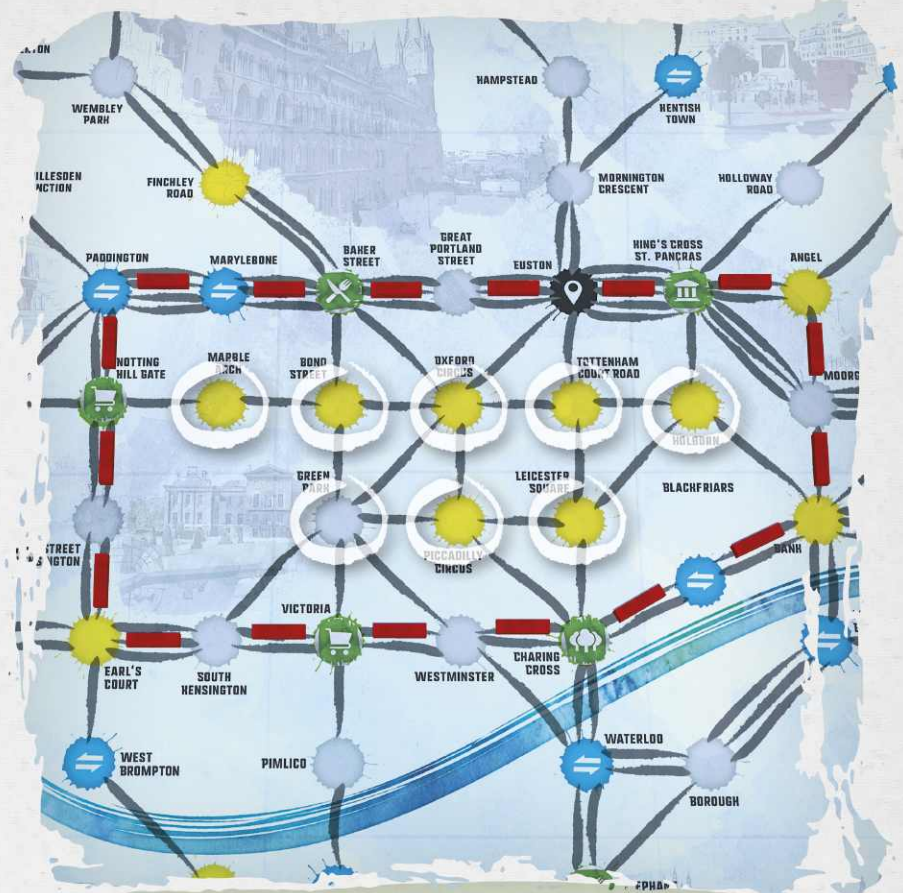 HAMPSTEAD
WEMBLEY
PARK
KENTISH
TOWN
FINCHLEY
ROAD
MORNINGTON
CRESCENT
HOLLOWAY
ROAD
PADDINGTON
MARYLEBONE
BAKER
STREET
GREAT
PORTLAND
STREET
EUSTON
KING'S CROSS
ST. PANCRAS
ANGEL
NOTTING
HILL GATE
MARBLE
ARCH
BOND
STREET
OXFORD
CIRCUS
TOTTENHAM
COURT ROAD
HOLBORN
MOORG
GREEN
PARK
PICCADILLY
CIRCUS
LEICESTER
SQUARE
BLACKFRIARS
BANK
STREET
VICTORIA
EARL'S
COURT
SOUTH
KENSINGTON
WESTMINSTER
CHARING
CROSS
WEST
BROMPTON
PIMLICO
WATERLOO
BOROUGH